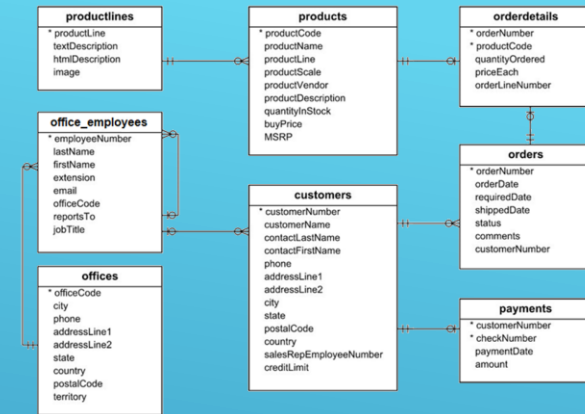 productlines
* productLine
textDescription
htmlDescription
image
products
* productCode
productName
productLine
productScale
productVendor
productDescription
quantityInStock
buyPrice
MSRP
orderdetails
* orderNumber
* productCode
quantityOrdered
priceEach
orderLineNumber
office_employees
* employeeNumber
lastName
firstName
extension
email
officeCode
reportsTo
jobTitle
customers
* customerNumber
customerName
contactLastName
contactFirstName
phone
addressLine1
addressLine2
city
state
postalCode
country
salesRepEmployeeNumber
creditLimit
orders
* orderNumber
orderDate
requiredDate
shippedDate
status
comments
customerNumber
offices
* officeCode
city
phone
addressLine1
addressLine2
state
country
postalCode
territory
payments
* customerNumber
* checkNumber
paymentDate
amount